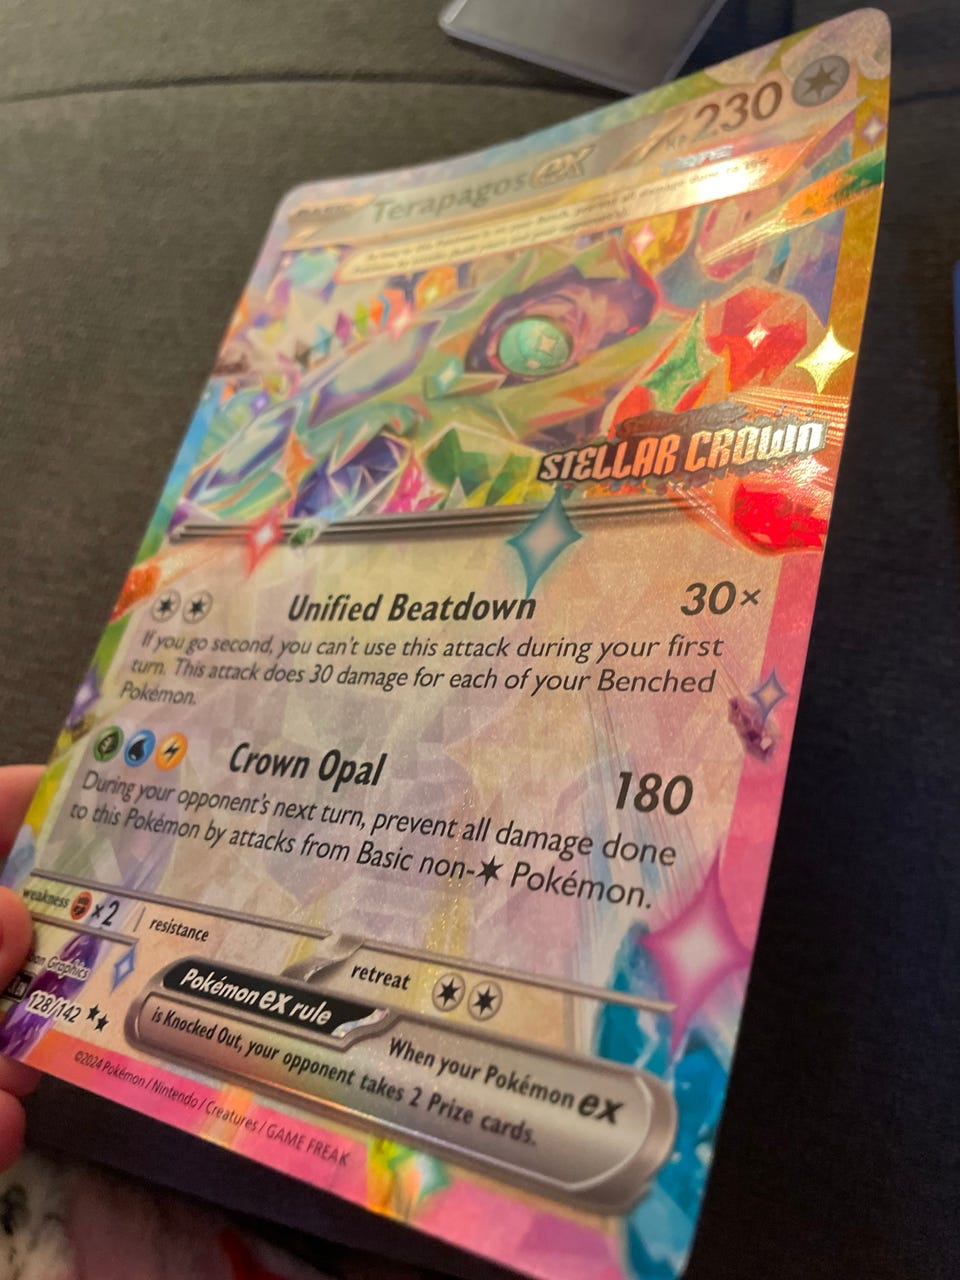 Terapagos ex
HP 230
STELLAR CROWN
Unified Beatdown 30×
If you go second, you can't use this attack during your first
turn. This attack does 30 damage for each of your Benched
Pokémon.
Crown Opal 180
During your opponent's next turn, prevent all damage done
to this Pokémon by attacks from Basic non- Pokémon.
weakness ×2 resistance
retreat
Graphics
128/142
Pokémon ex rule
When your Pokémon ex
is Knocked Out, your opponent takes 2 Prize cards.
©2024 Pokémon / Nintendo / Creatures / GAME FREAK